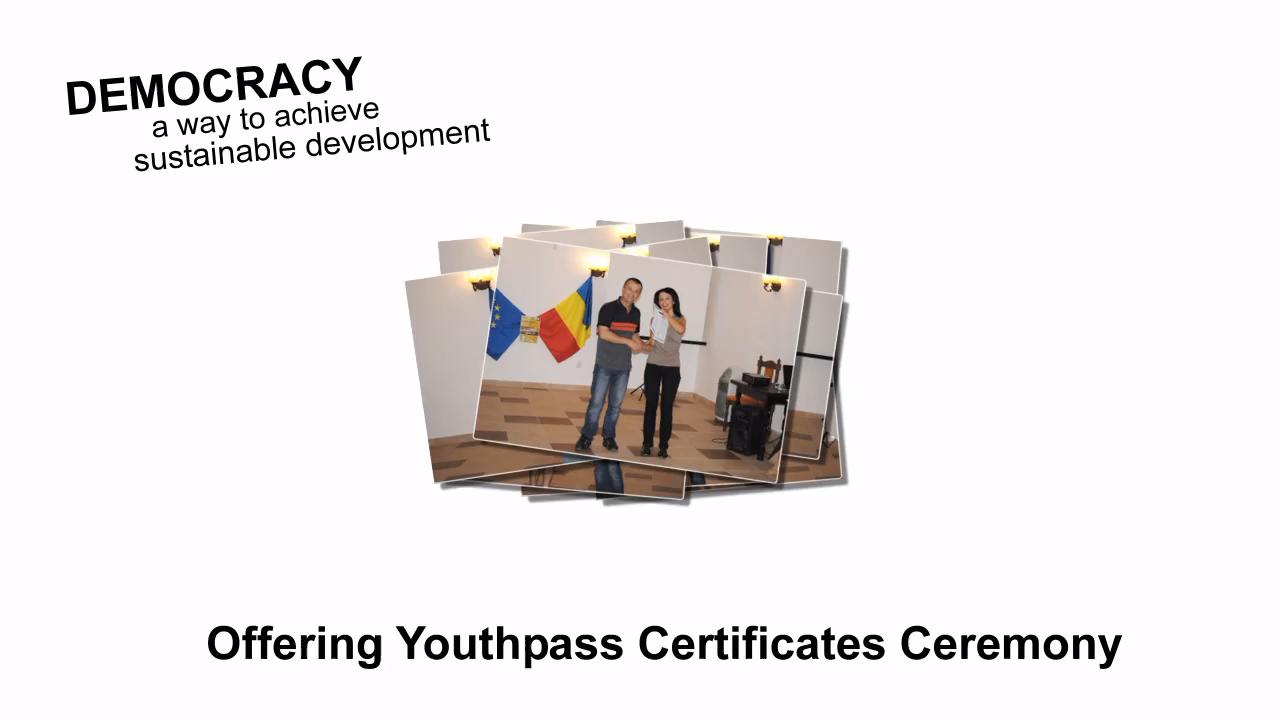 DEMOCRACY
a way to achieve
sustainable development
Offering Youthpass Certificates Ceremony